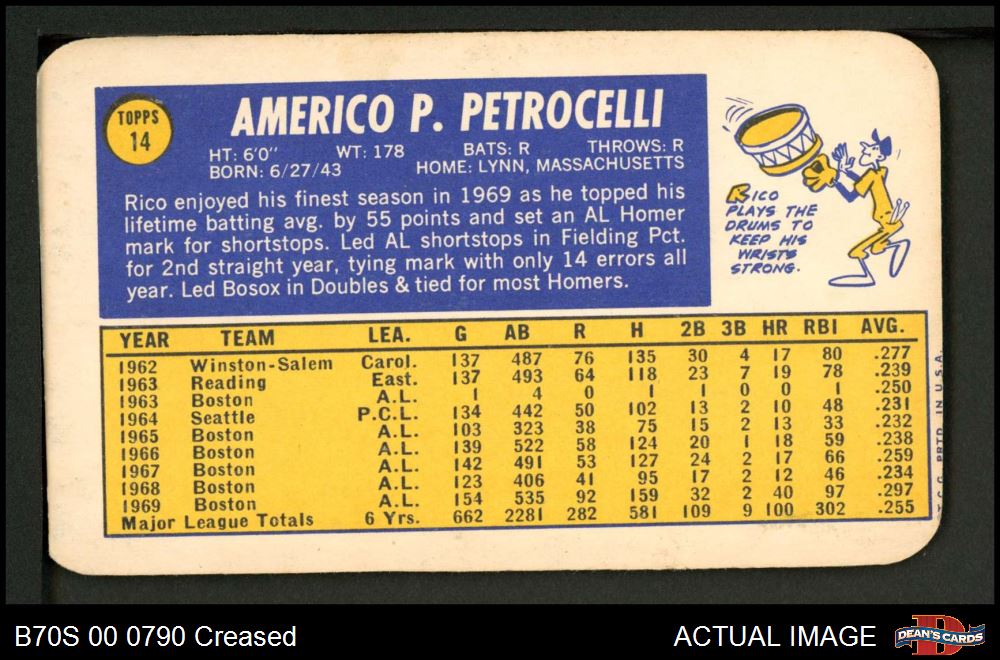 TOPPS
14
AMERICO P. PETROCELLI
HT: 6'0" WT: 178 BATS: R THROWS: R
BORN: 6/27/43 HOME: LYNN, MASSACHUSETTS
Rico enjoyed his finest season in 1969 as he topped his
lifetime batting avg. by 55 points and set an AL Homer
mark for shortstops. Led AL shortstops in Fielding Pct.
for 2nd straight year, tying mark with only 14 errors all
year. Led Bosox in Doubles & tied for most Homers.
RICO
PLAYS THE
DRUMS TO
KEEP HIS
WRISTS
STRONG.
YEAR TEAM LEA. G AB R H 2B 3B HR RBI AVG.
1962 Winston-Salem Carol. 137 487 76 135 30 4 17 80 .277
1963 Reading East. 137 493 64 118 23 7 19 78 .239
1963 Boston A.L. 1 4 0 1 1 0 0 1 .250
1964 Seattle P.C.L. 134 442 50 102 13 2 10 48 .231
1965 Boston A.L. 103 323 38 75 15 2 13 33 .232
1966 Boston A.L. 139 522 58 124 20 1 18 59 .238
1967 Boston A.L. 142 491 53 127 24 2 17 66 .259
1968 Boston A.L. 123 406 41 95 17 2 12 46 .234
1969 Boston A.L. 154 535 92 159 32 2 40 97 .297
Major League Totals 6 Yrs. 662 2281 282 581 109 9 100 302 .255
T.C.G. PRTD. IN U.S.A.
B70S 00 0790 Creased
ACTUAL IMAGE
DEAN'S CARDS